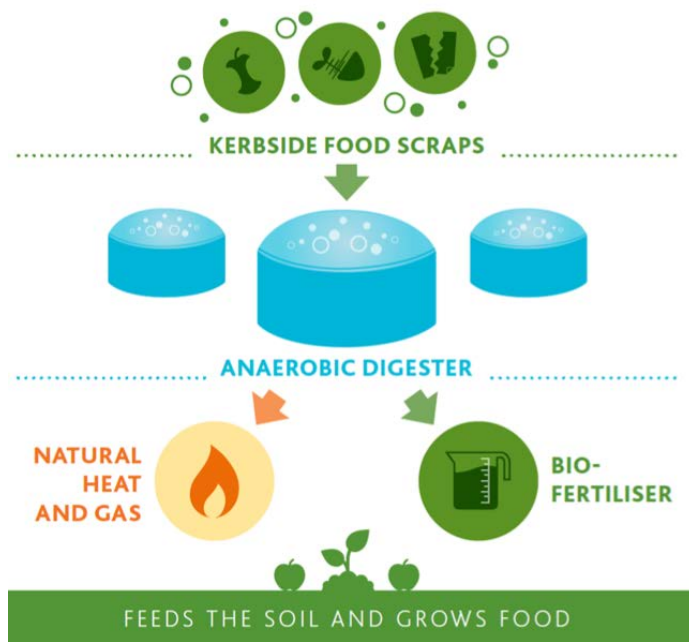 KERBSIDE FOOD SCRAPS
ANAEROBIC DIGESTER
NATURAL
HEAT
AND GAS
BIO-
FERTILISER
FEEDS THE SOIL AND GROWS FOOD